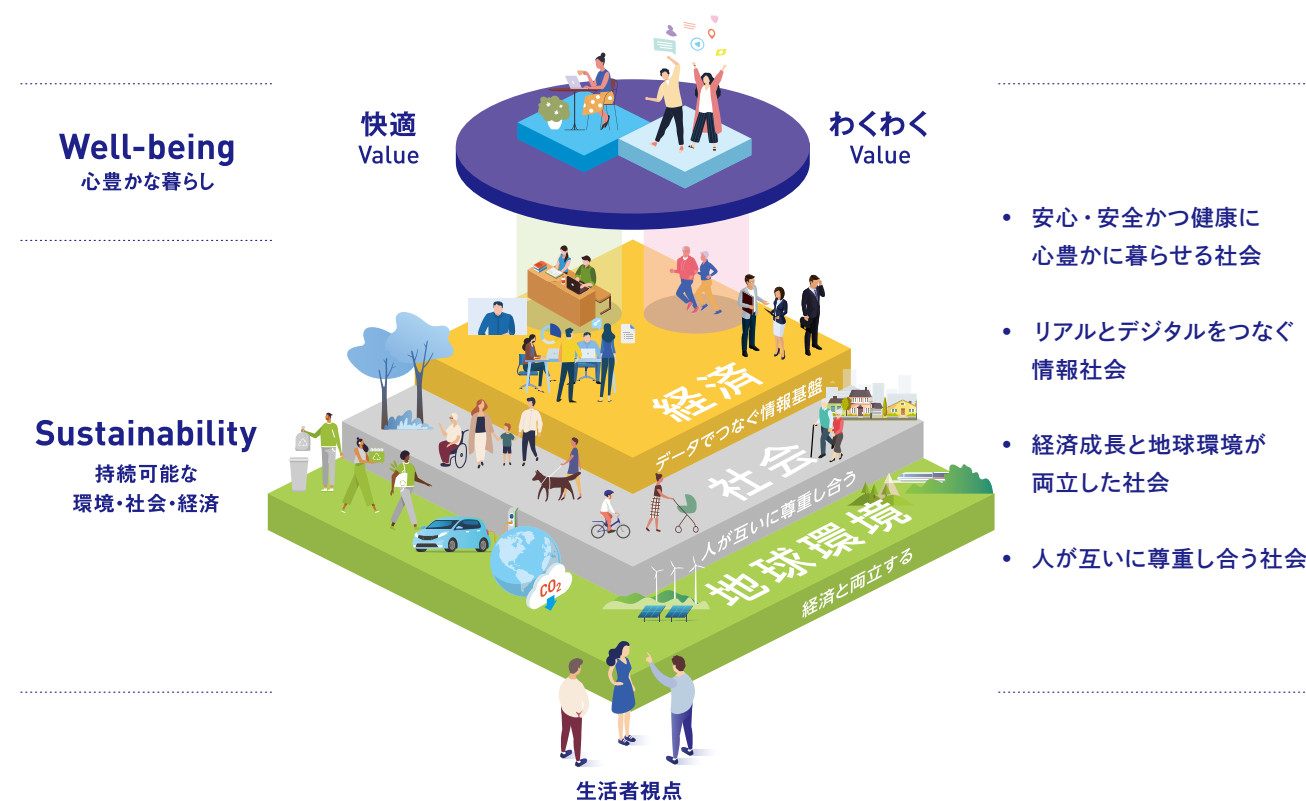 Well-being
心豊かな暮らし
快適
Value
わくわく
Value
Sustainability
持続可能な
環境・社会・経済
経済
データでつなぐ情報基盤
社会
人が互いに尊重し合う
地球環境
経済と両立する
CO₂
生活者視点
• 安心・安全かつ健康に
心豊かに暮らせる社会
• リアルとデジタルをつなぐ
情報社会
• 経済成長と地球環境が
両立した社会
• 人が互いに尊重し合う社会